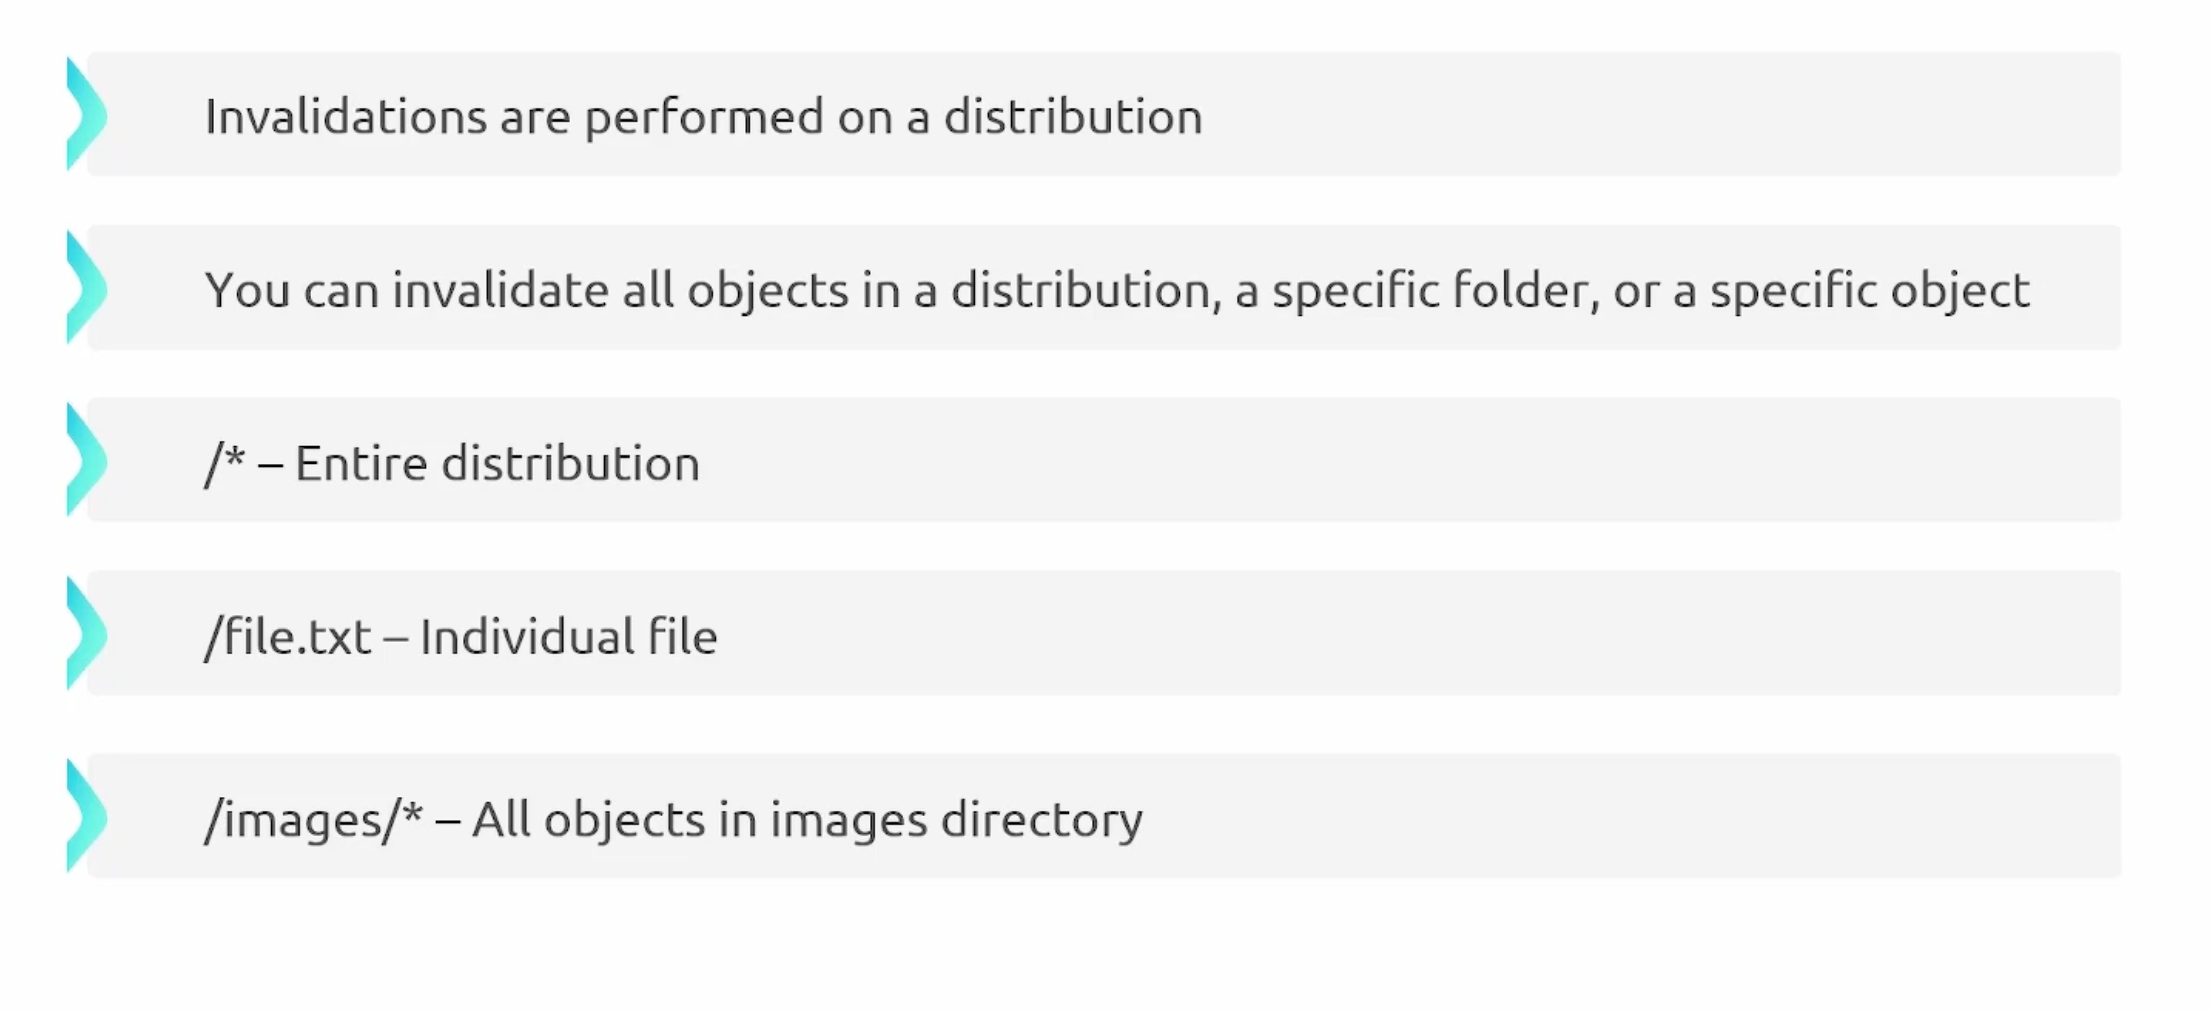 Invalidations are performed on a distribution
You can invalidate all objects in a distribution, a specific folder, or a specific object
/* – Entire distribution
/file.txt – Individual file
/images/* – All objects in images directory